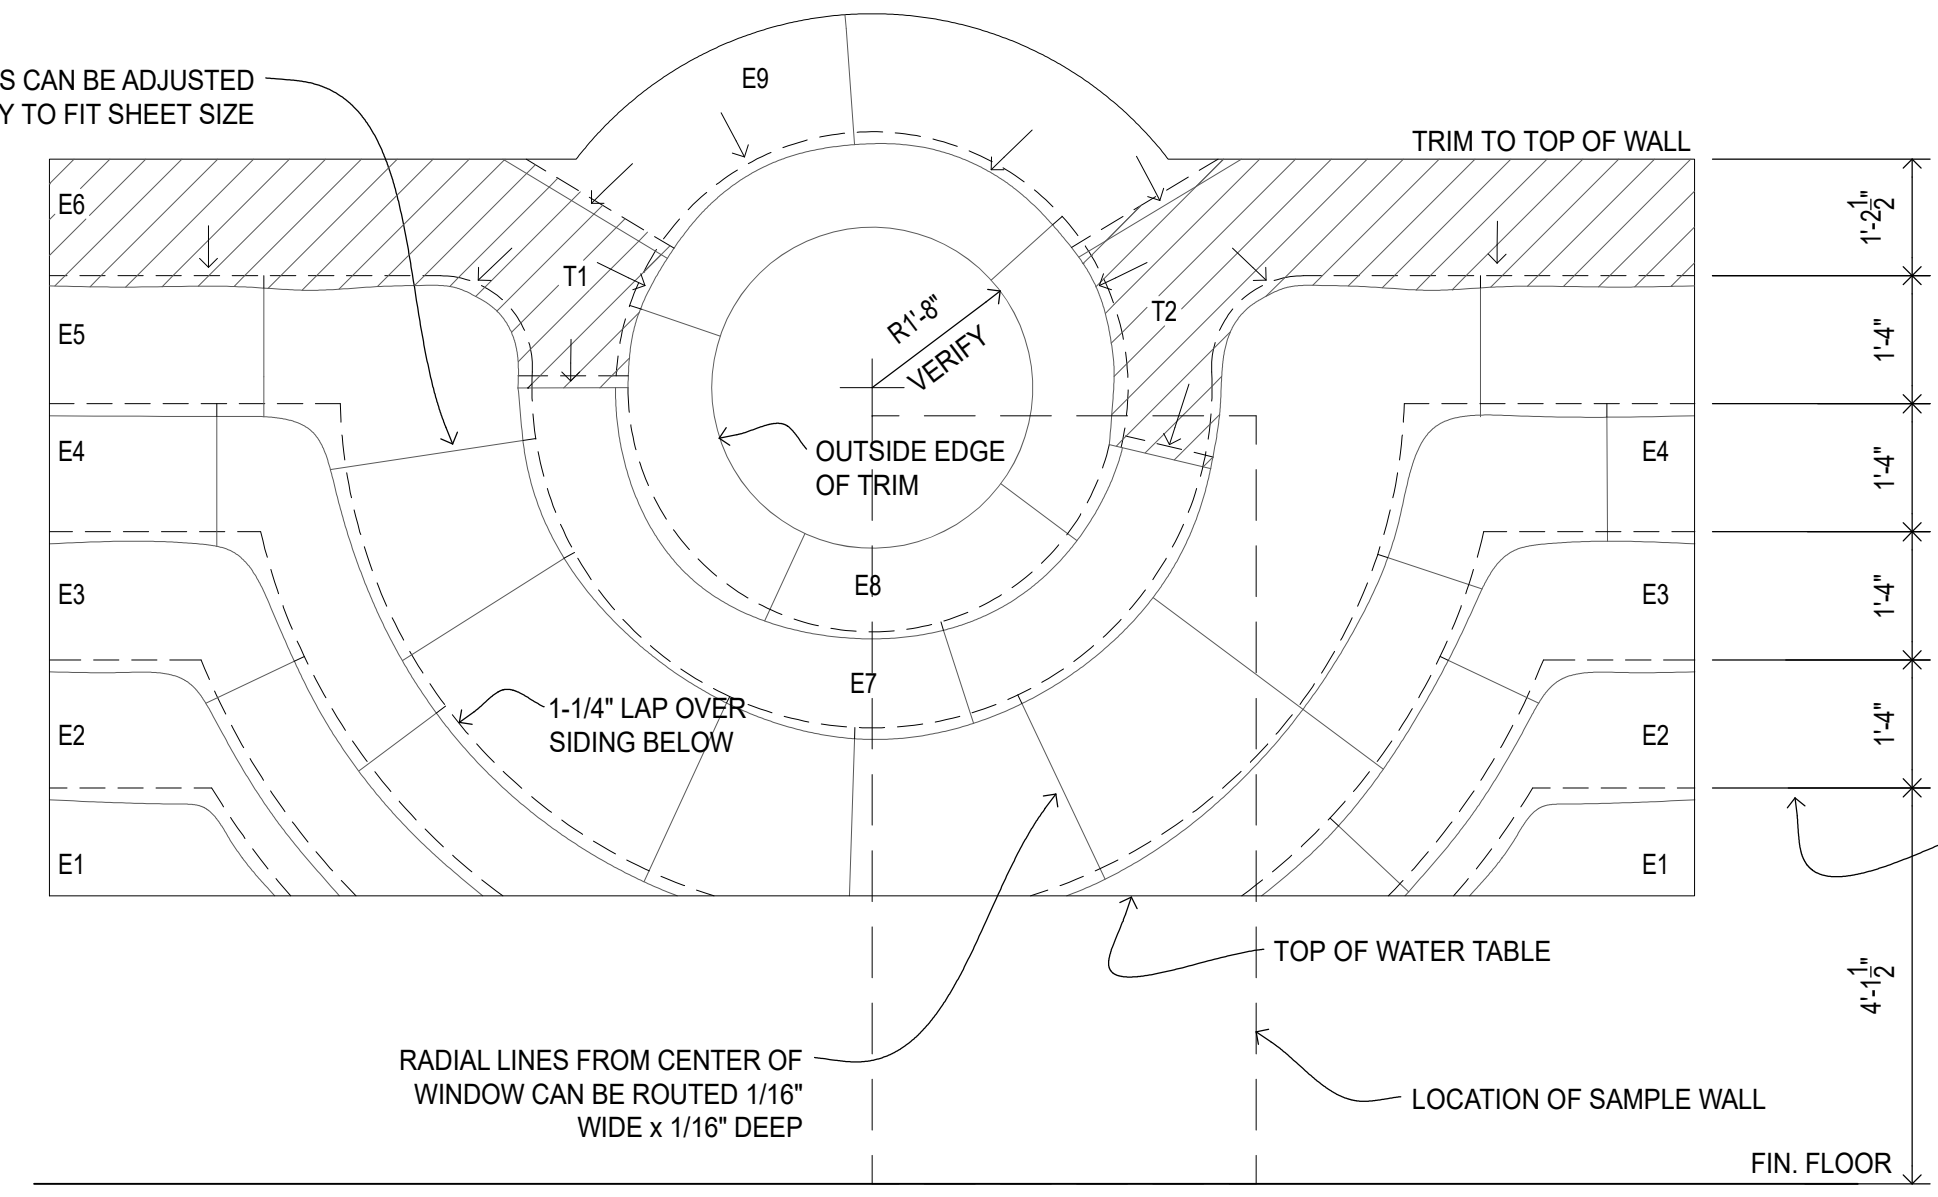 S CAN BE ADJUSTED
Y TO FIT SHEET SIZE
E9
TRIM TO TOP OF WALL
E6
1'-2 1/2"
T1
T2
R1'-8"
VERIFY
E5
1'-4"
OUTSIDE EDGE
OF TRIM
E4
E4
1'-4"
E3
E8
E3
1'-4"
E7
1-1/4" LAP OVER
SIDING BELOW
E2
E2
1'-4"
E1
E1
TOP OF WATER TABLE
4'-1 1/2"
RADIAL LINES FROM CENTER OF
WINDOW CAN BE ROUTED 1/16"
WIDE x 1/16" DEEP
LOCATION OF SAMPLE WALL
FIN. FLOOR